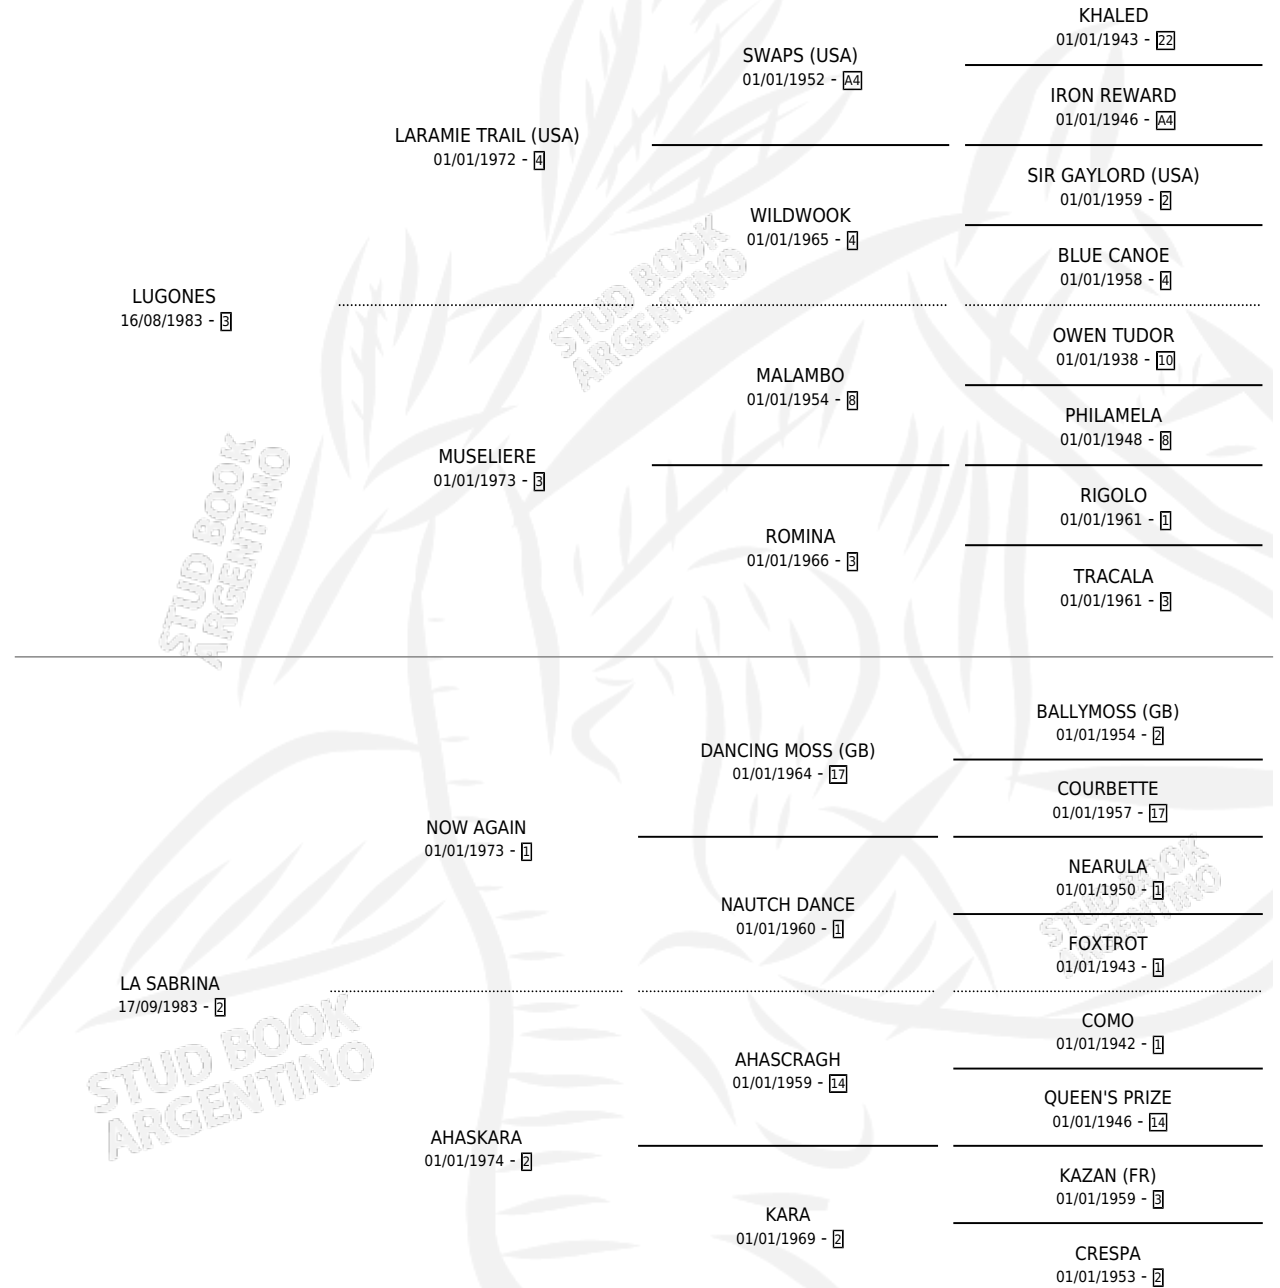 KHALED
01/01/1943 - 22
SWAPS (USA)
01/01/1952 - A4
IRON REWARD
01/01/1946 - A4
LARAMIE TRAIL (USA)
01/01/1972 - 4
SIR GAYLORD (USA)
01/01/1959 - 2
WILDWOOK
01/01/1965 - 4
BLUE CANOE
01/01/1958 - 4
STUD BOOK
ARGENTINO
LUGONES
16/08/1983 - 3
OWEN TUDOR
01/01/1938 - 10
MALAMBO
01/01/1954 - 8
PHILAMELA
01/01/1948 - 8
MUSELIERE
01/01/1973 - 3
RIGOLO
01/01/1961 - 1
ROMINA
01/01/1966 - 3
TRACALA
01/01/1961 - 3
STUD BOOK
ARGENTINO
BALLYMOSS (GB)
01/01/1954 - 2
DANCING MOSS (GB)
01/01/1964 - 17
COURBETTE
01/01/1957 - 17
NOW AGAIN
01/01/1973 - 1
NEARULA
01/01/1950 - 1
NAUTCH DANCE
01/01/1960 - 1
STUD BOOK
ARGENTINO
FOXTROT
01/01/1943 - 1
LA SABRINA
17/09/1983 - 2
COMO
01/01/1942 - 1
AHASCRAGH
01/01/1959 - 14
STUD BOOK
ARGENTINO
QUEEN'S PRIZE
01/01/1946 - 14
AHASKARA
01/01/1974 - 2
KAZAN (FR)
01/01/1959 - 3
KARA
01/01/1969 - 2
CRESPA
01/01/1953 - 2